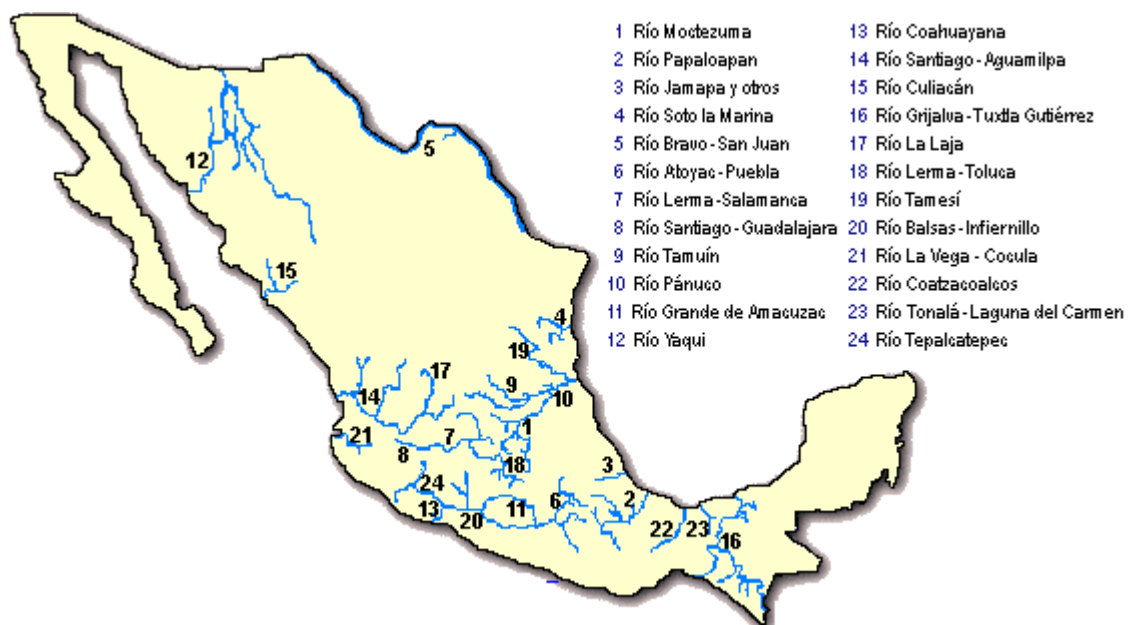 1 Río Moctezuma
2 Río Papaloapan
3 Río Jamapa y otros
4 Río Soto la Marina
5 Río Bravo - San Juan
6 Río Atoyac - Puebla
7 Río Lerma - Salamanca
8 Río Santiago - Guadalajara
9 Río Tamuín
10 Río Pánuco
11 Río Grande de Amacuzac
12 Río Yaqui
13 Río Coahuayana
14 Río Santiago - Aguamilpa
15 Río Culiacán
16 Río Grijalva - Tuxtla Gutiérrez
17 Río La Laja
18 Río Lerma - Toluca
19 Río Tamesí
20 Río Balsas - Infiernillo
21 Río La Vega - Cocula
22 Río Coatzacoalcos
23 Río Tonalá - Laguna del Carmen
24 Río Tepalcatepec
5
12
15
4
19
17
9
14
10
21
7
1
8
18
3
24
6
2
13
20
11
22
23
16